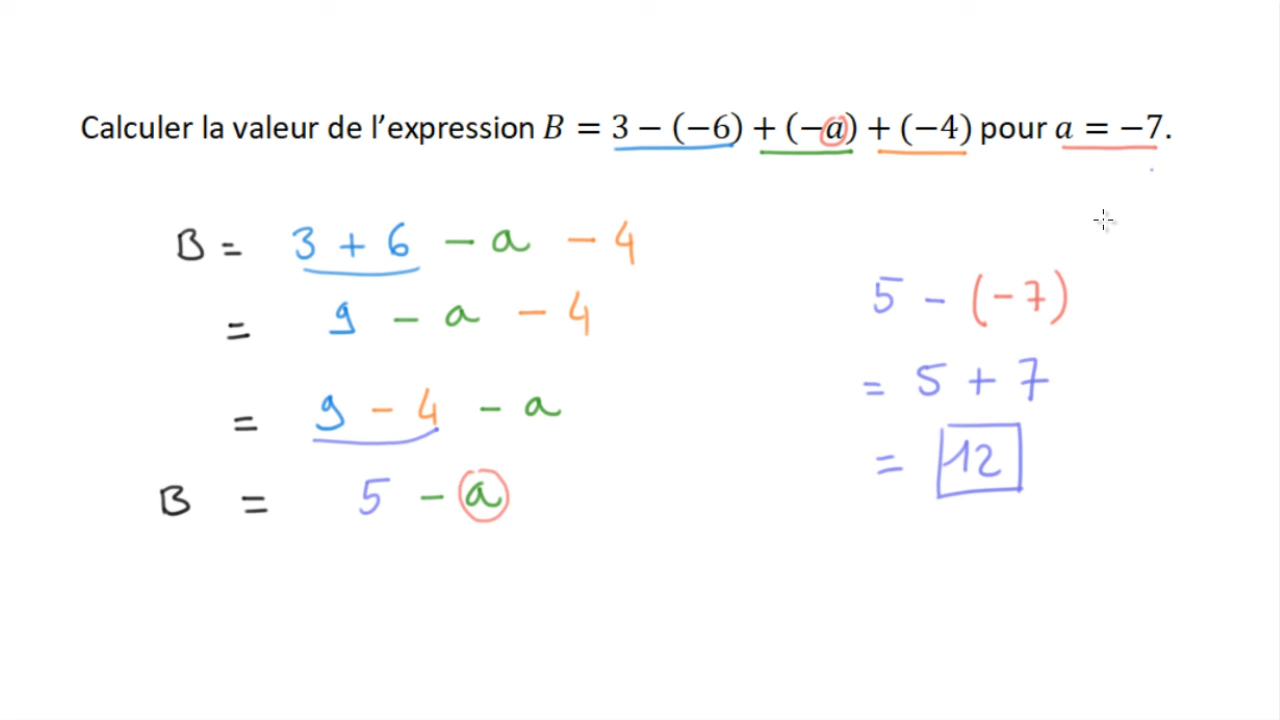 Calculer la valeur de l’expression B = 3 − (−6) + (−a) + (−4) pour a = −7.
B = 3 + 6 − a − 4
= 9 − a − 4
= 9 − 4 − a
B = 5 − a
5 − (−7)
= 5 + 7
= 12